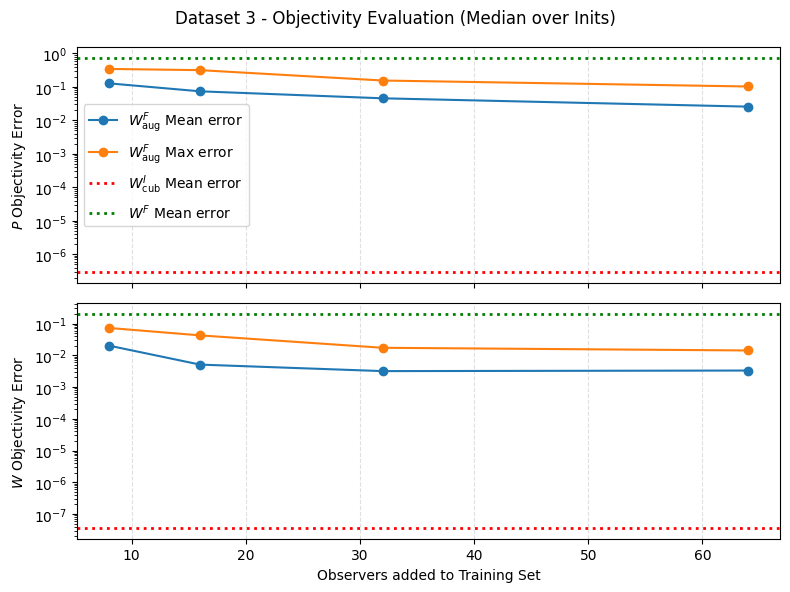 Dataset 3 - Objectivity Evaluation (Median over Inits)
10^0
10^-1
10^-2
10^-3
10^-4
10^-5
10^-6
P Objectivity Error
W^F_aug Mean error
W^F_aug Max error
W^I_cub Mean error
W^F Mean error
10^-1
10^-2
10^-3
10^-4
10^-5
10^-6
10^-7
W Objectivity Error
10 20 30 40 50 60
Observers added to Training Set